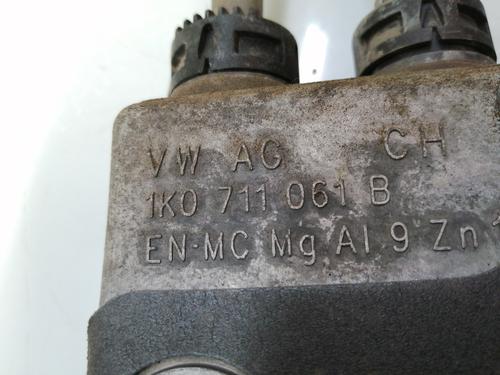 VW AG CH
1K0 711 061 B
EN-MC Mg Al 9 Zn